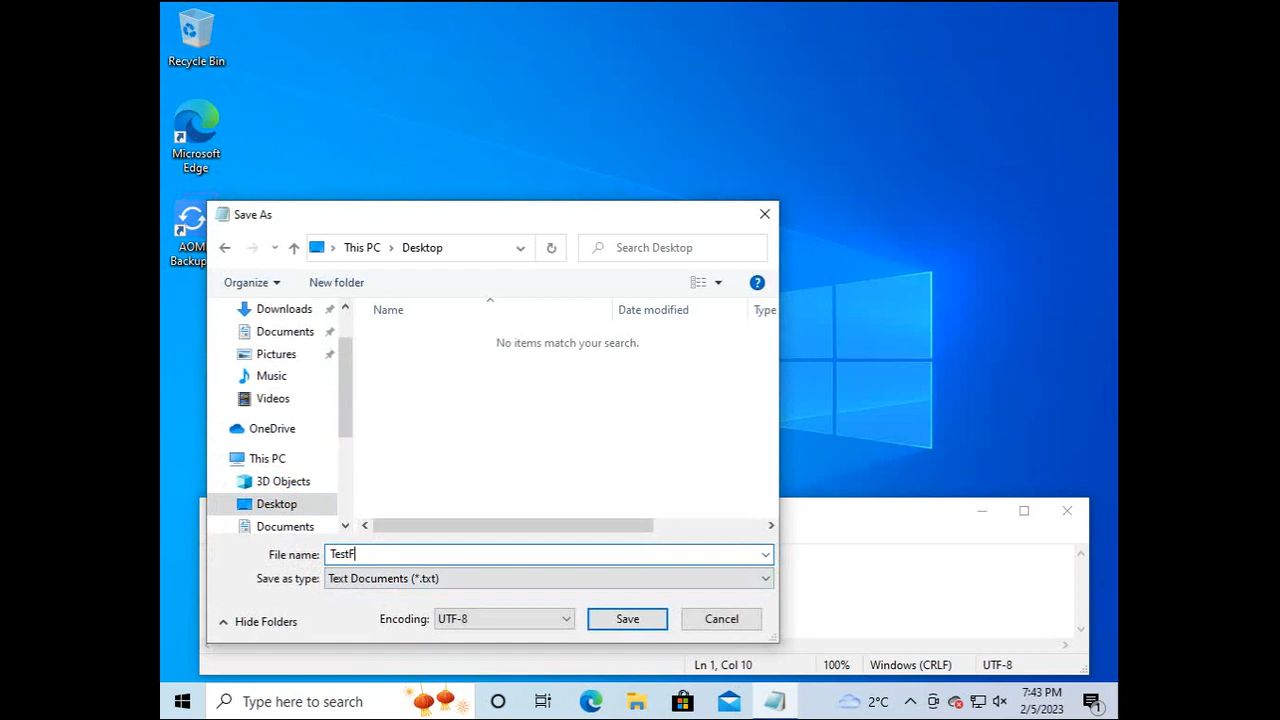 Recycle Bin
Microsoft
Edge
AOM
Backup
Save As
This PC
Desktop
Search Desktop
Organize
New folder
Name
Date modified
Type
No items match your search.
Downloads
Documents
Pictures
Music
Videos
OneDrive
This PC
3D Objects
Desktop
Documents
File name:
TestF
Save as type:
Text Documents (*.txt)
Hide Folders
Encoding:
UTF-8
Save
Cancel
Ln 1, Col 10
100%
Windows (CRLF)
UTF-8
Type here to search
2°C
7:43 PM
2/5/2023
1